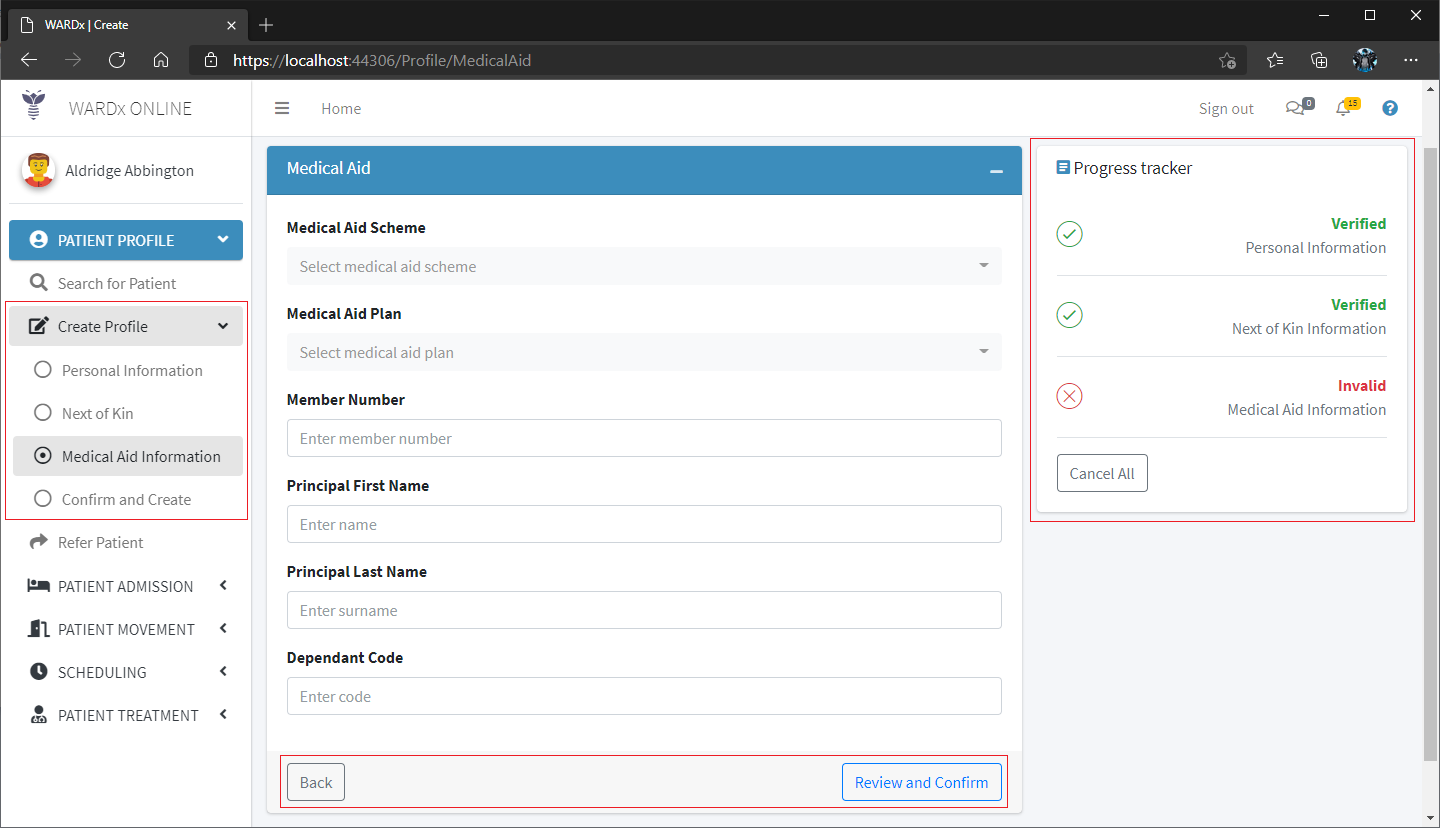 WARDx | Create
https://localhost:44306/Profile/MedicalAid
WARDx ONLINE
Home
Sign out
0
15
?
Aldridge Abbington
PATIENT PROFILE
Search for Patient
Create Profile
Personal Information
Next of Kin
Medical Aid Information
Confirm and Create
Refer Patient
PATIENT ADMISSION
PATIENT MOVEMENT
SCHEDULING
PATIENT TREATMENT
Medical Aid
Medical Aid Scheme
Select medical aid scheme
Medical Aid Plan
Select medical aid plan
Member Number
Enter member number
Principal First Name
Enter name
Principal Last Name
Enter surname
Dependant Code
Enter code
Back
Review and Confirm
Progress tracker
Verified
Personal Information
Verified
Next of Kin Information
Invalid
Medical Aid Information
Cancel All